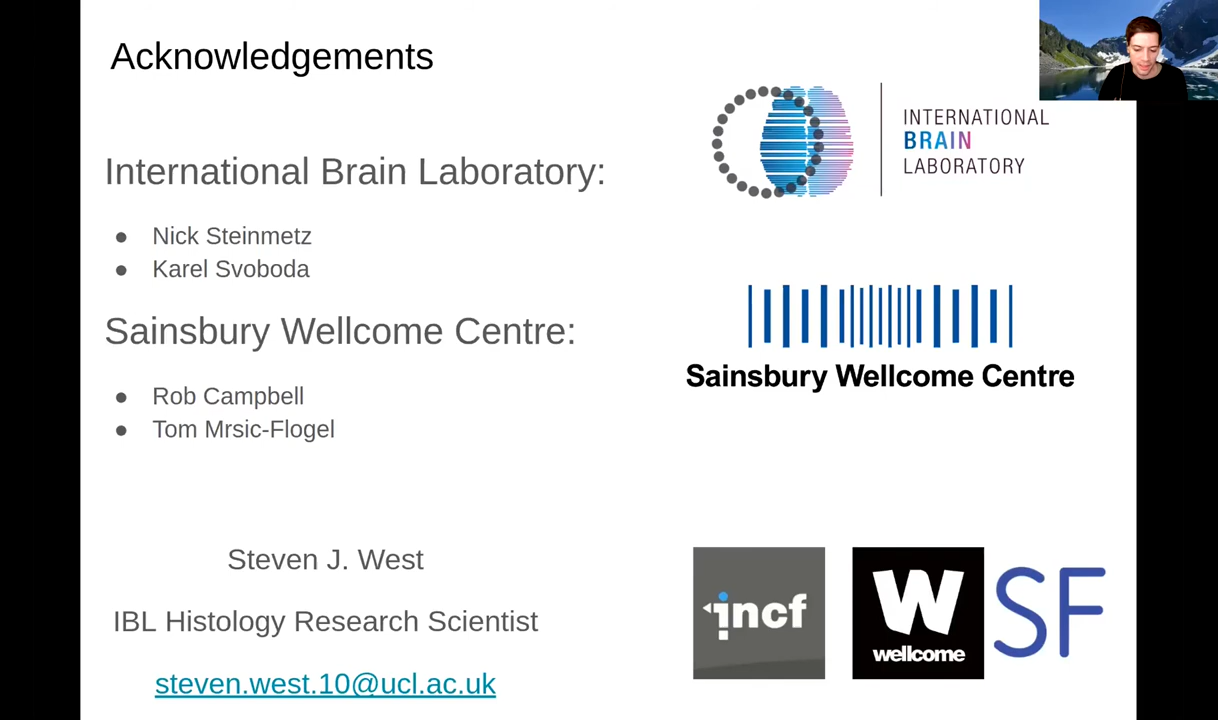 Acknowledgements
INTERNATIONAL
BRAIN
LABORATORY
International Brain Laboratory:
● Nick Steinmetz
● Karel Svoboda
Sainsbury Wellcome Centre:
Sainsbury Wellcome Centre
● Rob Campbell
● Tom Mrsic-Flogel
Steven J. West
IBL Histology Research Scientist
steven.west.10@ucl.ac.uk
incf
W
wellcome
SF